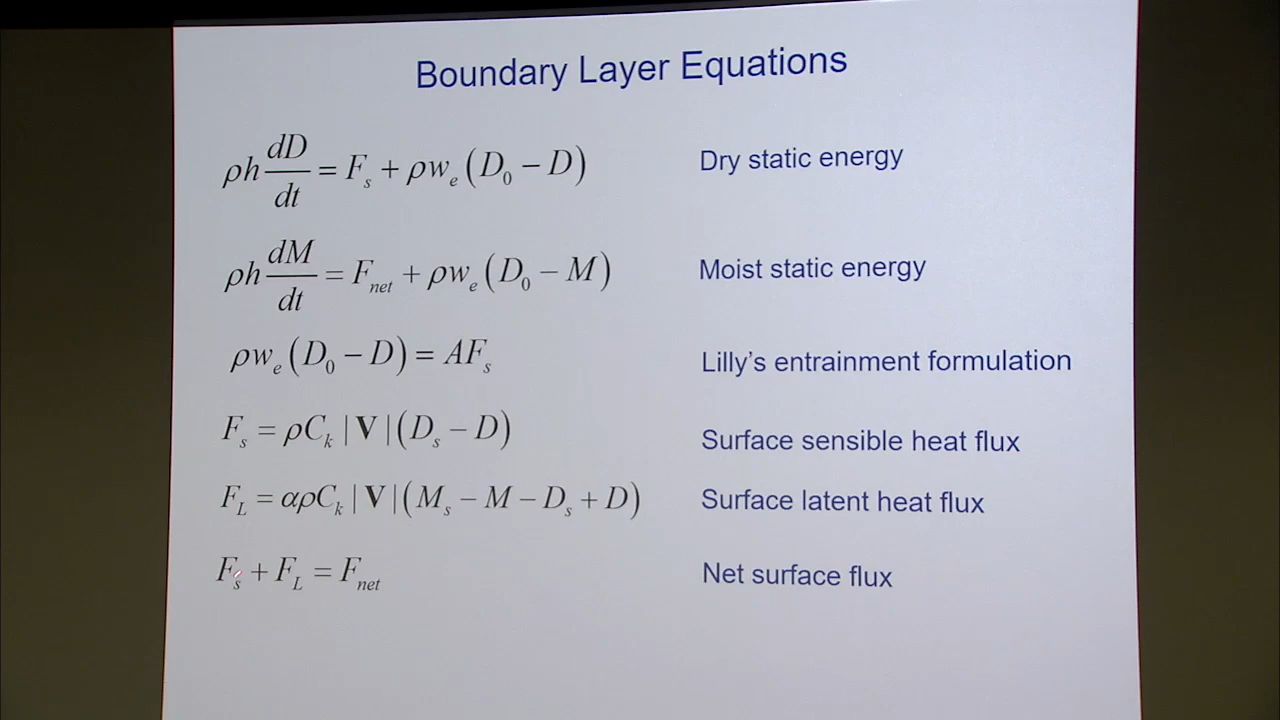 Boundary Layer Equations
ρh dD/dt = F_s + ρw_e (D_0 − D) Dry static energy
ρh dM/dt = F_net + ρw_e (D_0 − M) Moist static energy
ρw_e (D_0 − D) = AF_s Lilly's entrainment formulation
F_s = ρC_k |V| (D_s − D) Surface sensible heat flux
F_L = αρC_k |V| (M_s − M − D_s + D) Surface latent heat flux
F_s + F_L = F_net Net surface flux